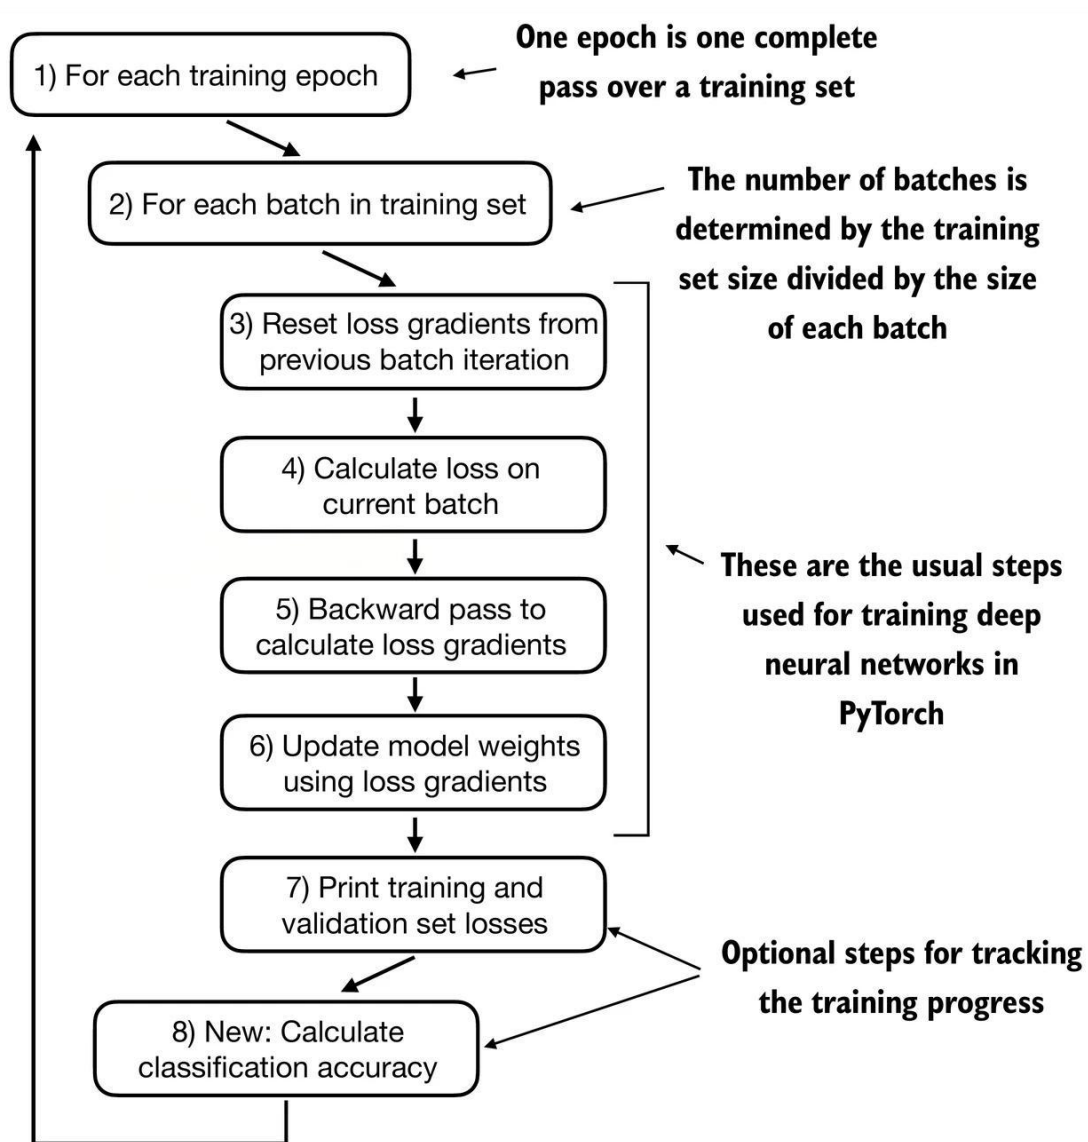 1) For each training epoch
One epoch is one complete
pass over a training set
2) For each batch in training set
The number of batches is
determined by the training
set size divided by the size
of each batch
3) Reset loss gradients from
previous batch iteration
4) Calculate loss on
current batch
5) Backward pass to
calculate loss gradients
6) Update model weights
using loss gradients
These are the usual steps
used for training deep
neural networks in
PyTorch
7) Print training and
validation set losses
8) New: Calculate
classification accuracy
Optional steps for tracking
the training progress